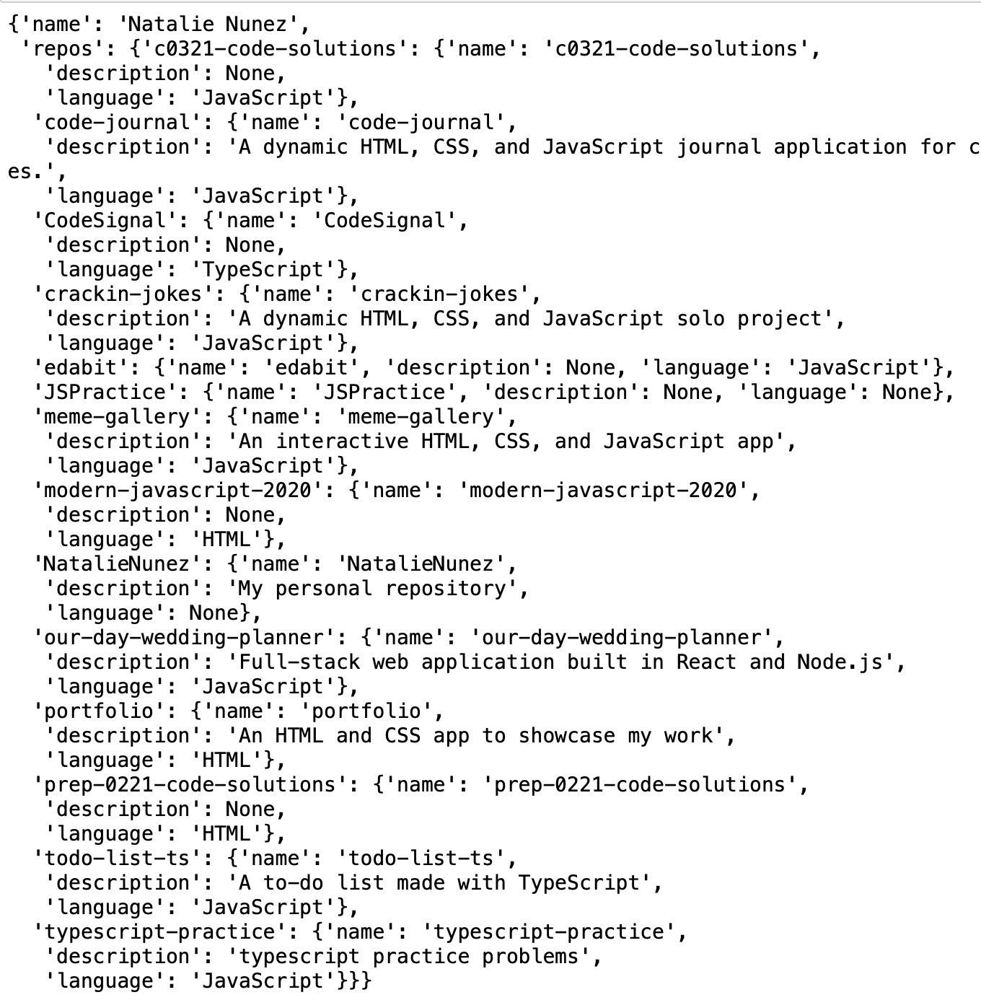 {'name': 'Natalie Nunez',
 'repos': {'c0321-code-solutions': {'name': 'c0321-code-solutions',
   'description': None,
   'language': 'JavaScript'},
  'code-journal': {'name': 'code-journal',
   'description': 'A dynamic HTML, CSS, and JavaScript journal application for c
es.',
   'language': 'JavaScript'},
  'CodeSignal': {'name': 'CodeSignal',
   'description': None,
   'language': 'TypeScript'},
  'crackin-jokes': {'name': 'crackin-jokes',
   'description': 'A dynamic HTML, CSS, and JavaScript solo project',
   'language': 'JavaScript'},
  'edabit': {'name': 'edabit', 'description': None, 'language': 'JavaScript'},
  'JSPractice': {'name': 'JSPractice', 'description': None, 'language': None},
  'meme-gallery': {'name': 'meme-gallery',
   'description': 'An interactive HTML, CSS, and JavaScript app',
   'language': 'JavaScript'},
  'modern-javascript-2020': {'name': 'modern-javascript-2020',
   'description': None,
   'language': 'HTML'},
  'NatalieNunez': {'name': 'NatalieNunez',
   'description': 'My personal repository',
   'language': None},
  'our-day-wedding-planner': {'name': 'our-day-wedding-planner',
   'description': 'Full-stack web application built in React and Node.js',
   'language': 'JavaScript'},
  'portfolio': {'name': 'portfolio',
   'description': 'An HTML and CSS app to showcase my work',
   'language': 'HTML'},
  'prep-0221-code-solutions': {'name': 'prep-0221-code-solutions',
   'description': None,
   'language': 'HTML'},
  'todo-list-ts': {'name': 'todo-list-ts',
   'description': 'A to-do list made with TypeScript',
   'language': 'JavaScript'},
  'typescript-practice': {'name': 'typescript-practice',
   'description': 'typescript practice problems',
   'language': 'JavaScript'}}}